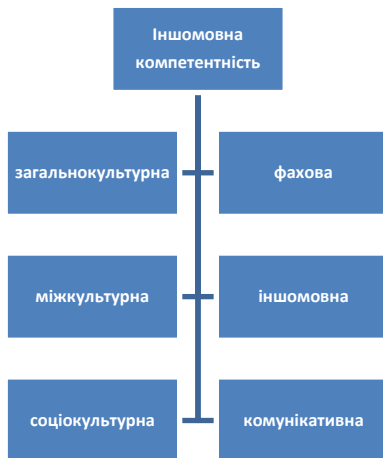 Іншомовна
компетентність
загальнокультурна
фахова
міжкультурна
іншомовна
соціокультурна
комунікативна